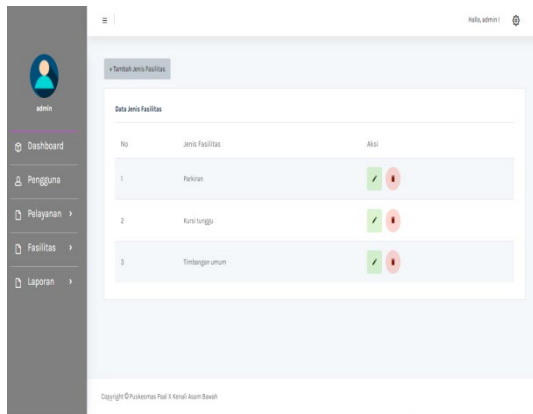 Hallo, admin !
admin
Dashboard
Pengguna
Pelayanan
Fasilitas
Laporan
+ Tambah Jenis Fasilitas
Data Jenis Fasilitas
No Jenis Fasilitas Aksi
1 Parkiran
2 Kursi tunggu
3 Timbangan umum
Copyright © Puskesmas Paal X Kenali Asam Bawah